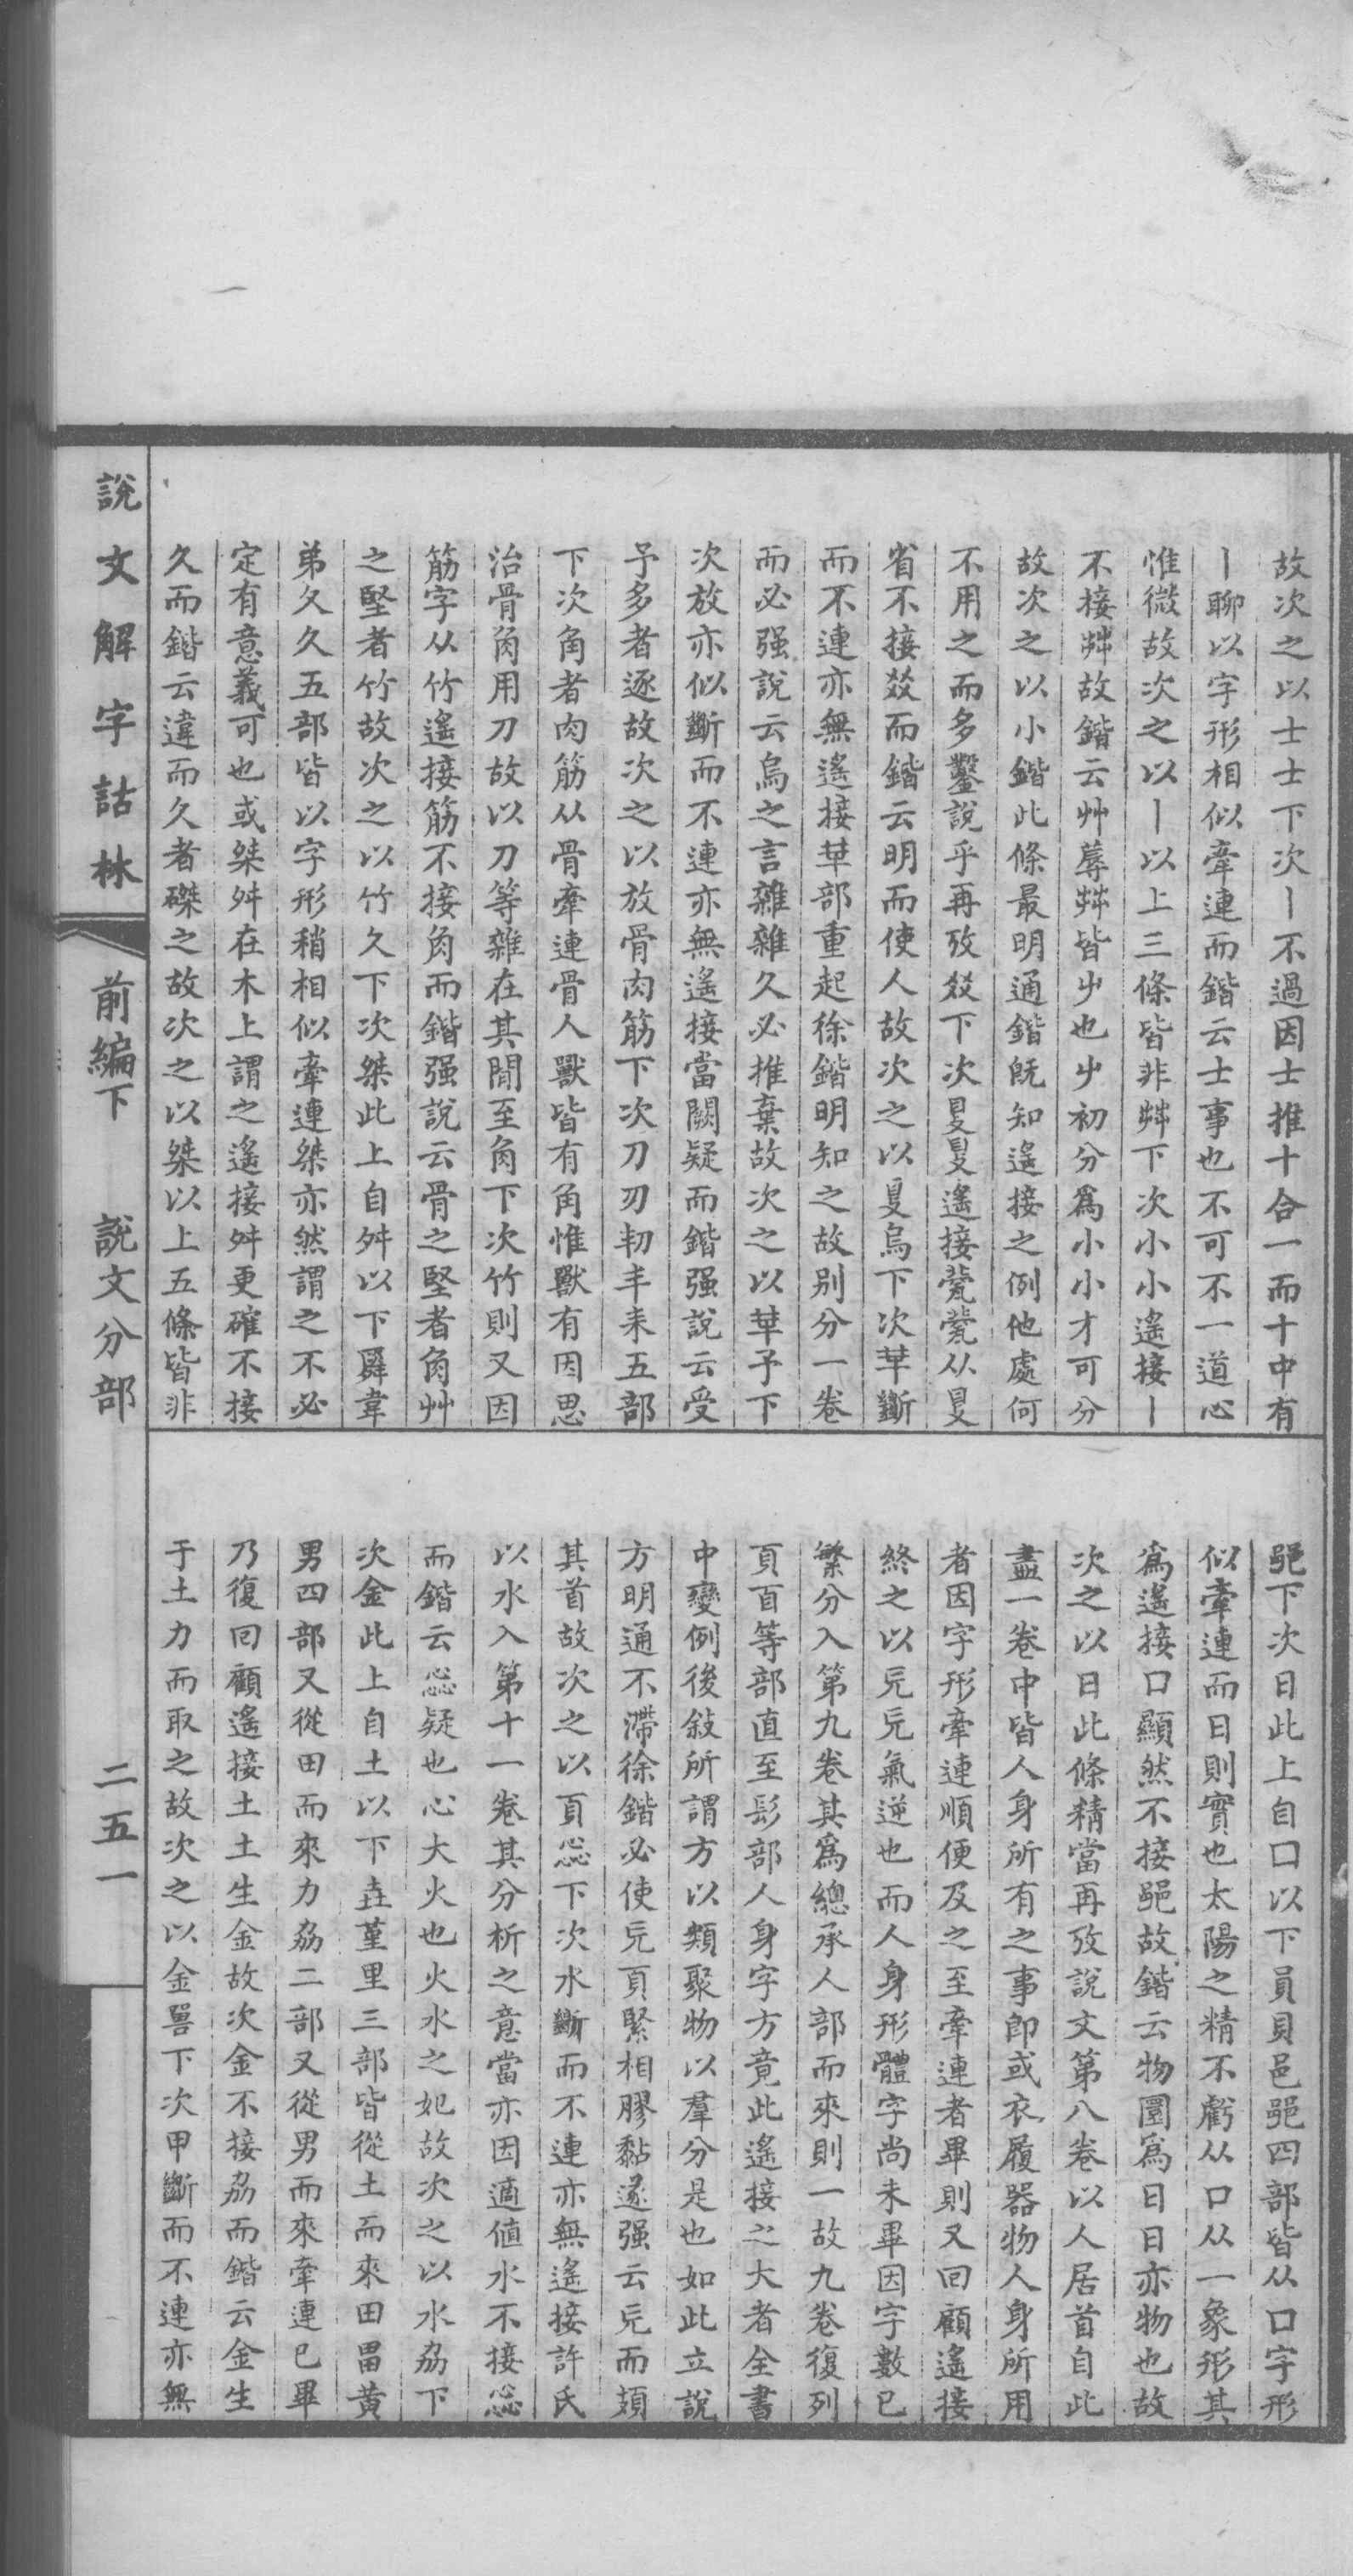 故次之以士士下次丨不過因士推十合一而十中有
丨聊以字形相似牽連而鍇云士事也不可不一道心
惟微故次之以丨以上三條皆非茻下次小小遙接丨
不接茻故鍇云艸蓐茻皆屮也屮初分爲小小才可分
故次之以小鍇此條最明通鍇既知遙接之例他處何
不用之而多鑿說乎再攷㸚下次㫗㫗遙接㼱㼱从㫗
省不接㸚而鍇云明而使人故次之以㫗烏下次𠦒斷
而不連亦無遙接𠦒部重起徐鍇明知之故别分一卷
而必强說云烏之言雜雜久必推棄故次之以𠦒予下
次放亦似斷而不連亦無遙接當闕疑而鍇强說云受
予多者逐故次之以放骨肉筋下次刀刃㓞丯耒五部
下次角者肉筋从骨牽連骨人獸皆有角惟獸有因思
治骨角用刀故以刀等雜在其間至角下次竹則又因
筋字从竹遙接筋不接角而鍇强說云骨之堅者角艸
之堅者竹故次之以竹久下次桀此上自舛以下舜韋
弟夂久五部皆以字形稍相似牽連桀亦然謂之不必
定有意義可也或桀舛在木上謂之遙接舛更確不接
久而鍇云違而久者磔之故次之以桀以上五條皆非
𨛜下次日此上自囗以下員貝邑𨛜四部皆从囗字形
似牽連而日則實也太陽之精不虧从囗从一象形其
爲遙接囗顯然不接𨛜故鍇云物圜爲日日亦物也故
次之以日此條精當再攷說文第八卷以人居首自此
盡一卷中皆人身所有之事即或衣履器物人身所用
者因字形牽連順便及之至牽連者畢則又回顧遙接
終之以旡旡氣逆也而人身形體字尚未畢因字數已
繁分入第九卷其爲總承人部而來則一故九卷復列
頁百等部直至髟部人身字方竟此遙接之大者全書
中變例後敍所謂方以類聚物以羣分是也如此立說
方明通不滯徐鍇必使旡頁緊相膠黏遂强云旡而頬
其首故次之以頁惢下次水斷而不連亦無遙接許氏
以水入第十一卷其分析之意當亦因適値水不接惢
而鍇云惢疑也心大火也火水之妃故次之以水劦下
次金此上自土以下垚堇里三部皆從土而來田畕黃
男四部又從田而來力劦二部又從男而來牽連已畢
乃復回顧遙接土土生金故次金不接劦而鍇云金生
于土力而取之故次之以金嘼下次甲斷而不連亦無
說文解字詁林
前編下
說文分部
二五一